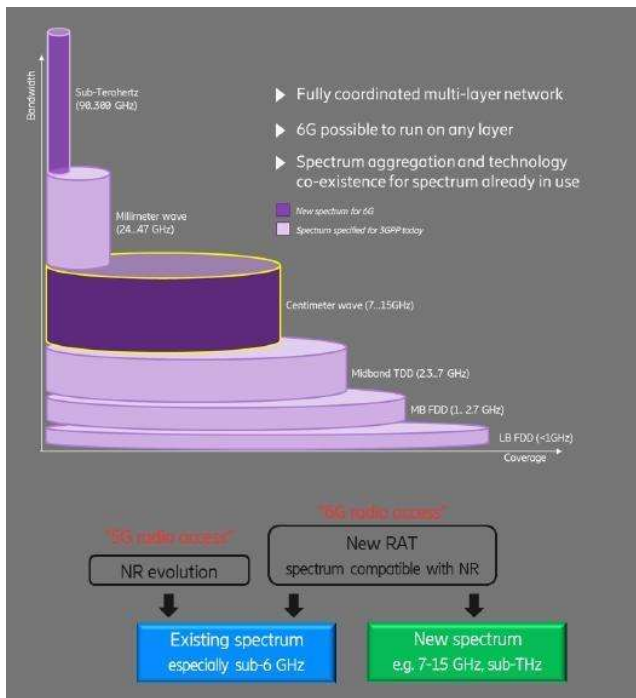 Bandwidth
Sub-Terahertz
(90..300 GHz)
Fully coordinated multi-layer network
6G possible to run on any layer
Spectrum aggregation and technology
co-existence for spectrum already in use
New spectrum for 6G
Spectrum specified for 3GPP today
Millimeter wave
(24..47 GHz)
Centimeter wave (7...15GHz)
Midband TDD (2.3..7 GHz)
MB FDD (1.. 2.7 GHz)
LB FDD (<1GHz)
Coverage
"5G radio access"
"6G radio access"
NR evolution
New RAT
spectrum compatible with NR
Existing spectrum
especially sub-6 GHz
New spectrum
e.g. 7-15 GHz, sub-THz